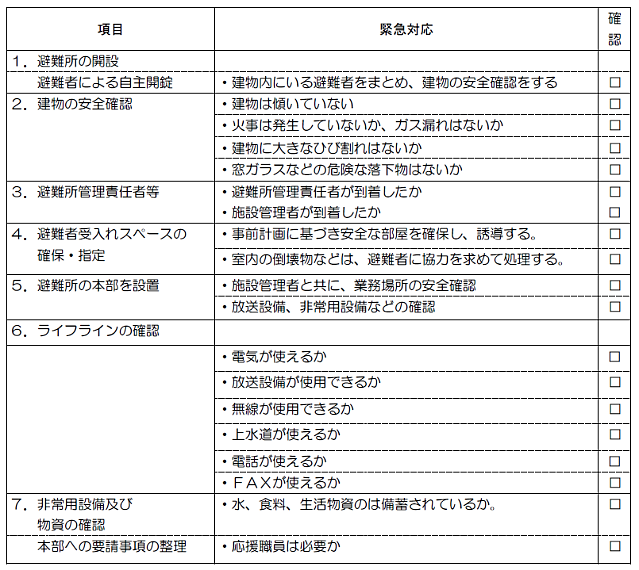 項目 緊急対応 確認
１．避難所の開設
避難者による自主開錠 ・建物内にいる避難者をまとめ、建物の安全確認をする □
２．建物の安全確認 ・建物は傾いていない □
・火事は発生していないか、ガス漏れはないか □
・建物に大きなひび割れはないか □
・窓ガラスなどの危険な落下物はないか □
３．避難所管理責任者等 ・避難所管理責任者が到着したか □
・施設管理者が到着したか □
４．避難者受入れスペースの ・事前計画に基づき安全な部屋を確保し、誘導する。 □
確保・指定 ・室内の倒壊物などは、避難者に協力を求めて処理する。 □
５．避難所の本部を設置 ・施設管理者と共に、業務場所の安全確認 □
・放送設備、非常用設備などの確認 □
６．ライフラインの確認
・電気が使えるか □
・放送設備が使用できるか □
・無線が使用できるか □
・上水道が使えるか □
・電話が使えるか □
・ＦＡＸが使えるか □
７．非常用設備及び ・水、食料、生活物資のは備蓄されているか。 □
物資の確認
本部への要請事項の整理 ・応援職員は必要か □